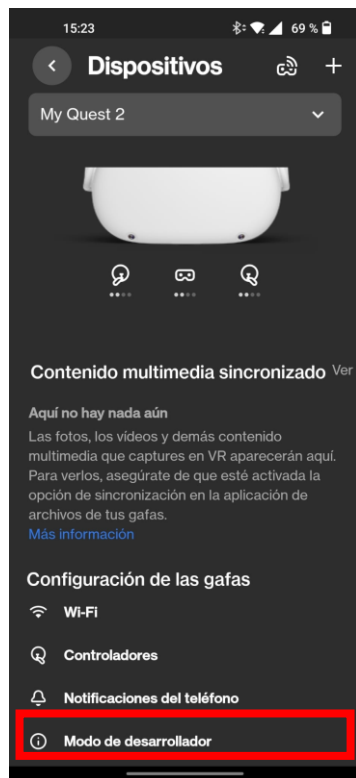 15:23
69 %
Dispositivos
My Quest 2
Contenido multimedia sincronizado Ver
Aquí no hay nada aún
Las fotos, los vídeos y demás contenido
multimedia que captures en VR aparecerán aquí.
Para verlos, asegúrate de que esté activada la
opción de sincronización en la aplicación de
archivos de tus gafas.
Más información
Configuración de las gafas
Wi-Fi
Controladores
Notificaciones del teléfono
Modo de desarrollador